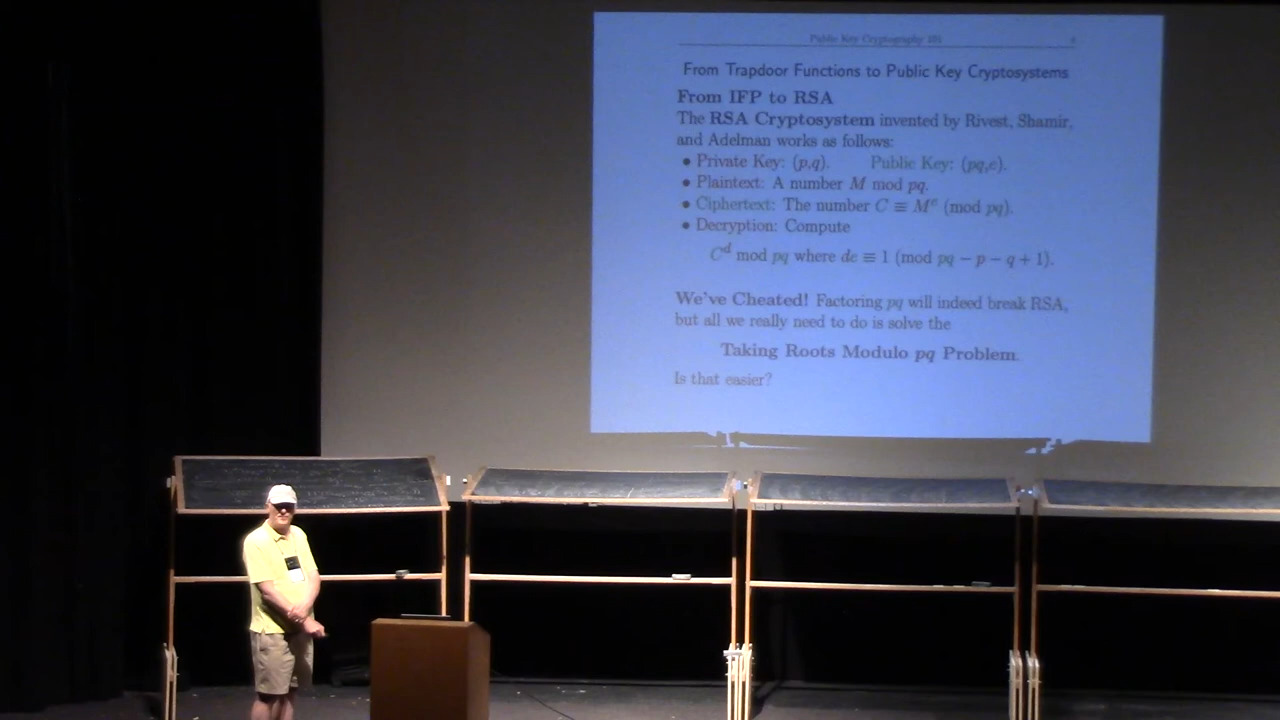 Public Key Cryptography 101
From Trapdoor Functions to Public Key Cryptosystems
From IFP to RSA
The RSA Cryptosystem invented by Rivest, Shamir,
and Adelman works as follows:
• Private Key: (p,q). Public Key: (pq,e).
• Plaintext: A number M mod pq.
• Ciphertext: The number C ≡ Mᵉ (mod pq).
• Decryption: Compute
Cᵈ mod pq where de ≡ 1 (mod pq − p − q + 1).
We've Cheated! Factoring pq will indeed break RSA,
but all we really need to do is solve the
Taking Roots Modulo pq Problem.
Is that easier?